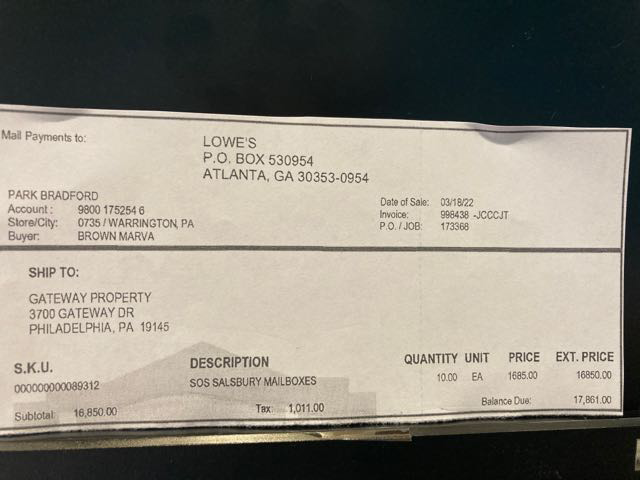 Mail Payments to:
LOWE'S
P.O. BOX 530954
ATLANTA, GA 30353-0954
PARK BRADFORD
Account : 9800 175254 6
Store/City: 0735 / WARRINGTON, PA
Buyer: BROWN MARVA
Date of Sale: 03/18/22
Invoice: 998438 -JCCCJT
P.O. / JOB: 173368
SHIP TO:
GATEWAY PROPERTY
3700 GATEWAY DR
PHILADELPHIA, PA 19145
S.K.U. DESCRIPTION QUANTITY UNIT PRICE EXT. PRICE
000000000089312 SOS SALSBURY MAILBOXES 10.00 EA 1685.00 16850.00
Subtotal: 16,850.00 Tax: 1,011.00 Balance Due: 17,861.00